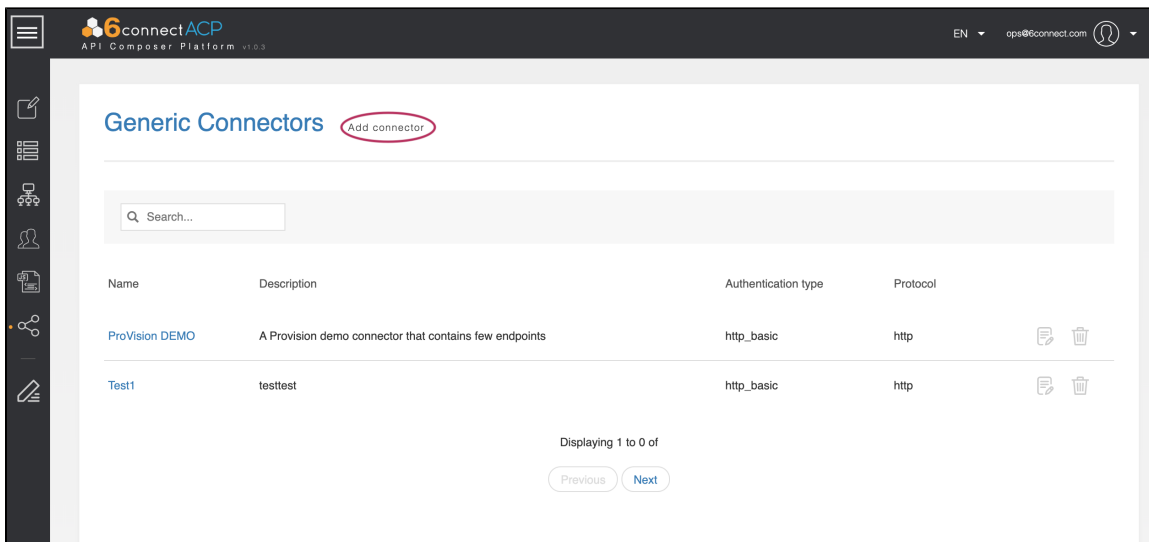 6connect ACP
API Composer Platform v1.0.3
EN
ops@6connect.com
Generic Connectors Add connector
Search...
Name Description Authentication type Protocol
ProVision DEMO A Provision demo connector that contains few endpoints http_basic http
Test1 testtest http_basic http
Displaying 1 to 0 of
Previous Next